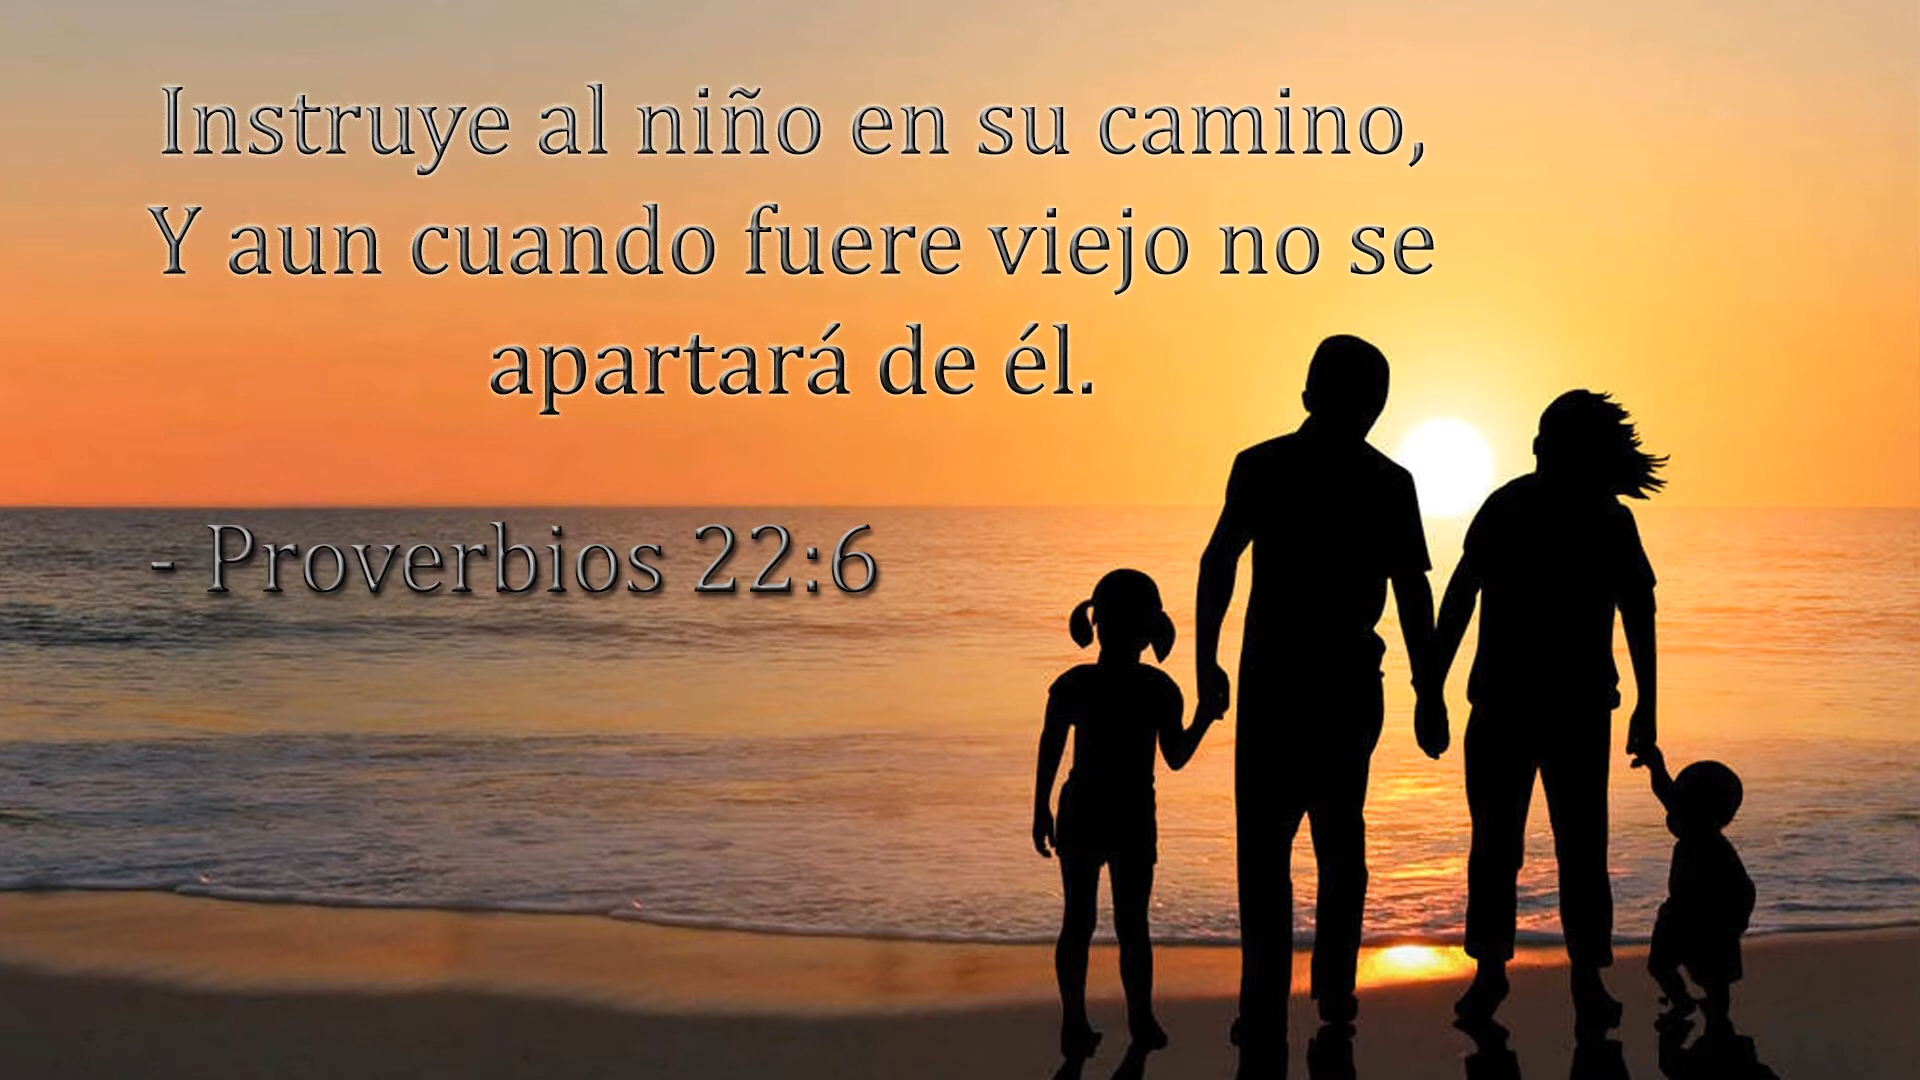 Instruye al niño en su camino,
Y aun cuando fuere viejo no se
apartará de él.
- Proverbios 22:6